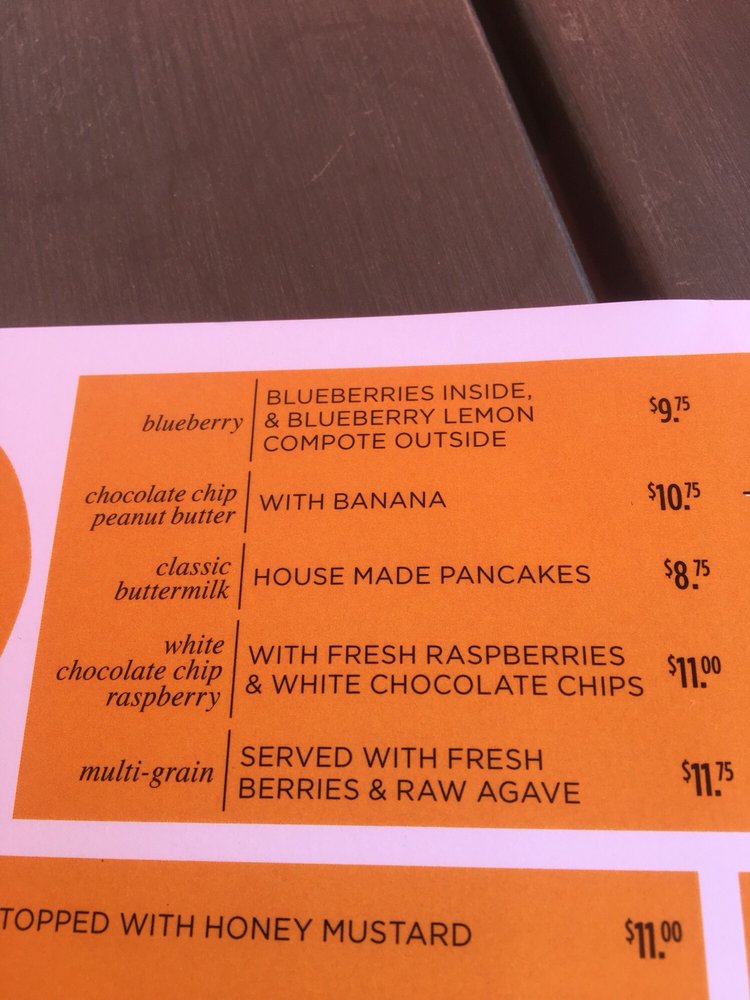 blueberry
BLUEBERRIES INSIDE,
& BLUEBERRY LEMON
COMPOTE OUTSIDE
$9.75
chocolate chip
peanut butter
WITH BANANA
$10.75
classic
buttermilk
HOUSE MADE PANCAKES
$8.75
white
chocolate chip
raspberry
WITH FRESH RASPBERRIES
& WHITE CHOCOLATE CHIPS
$11.00
multi-grain
SERVED WITH FRESH
BERRIES & RAW AGAVE
$11.75
TOPPED WITH HONEY MUSTARD
$11.00